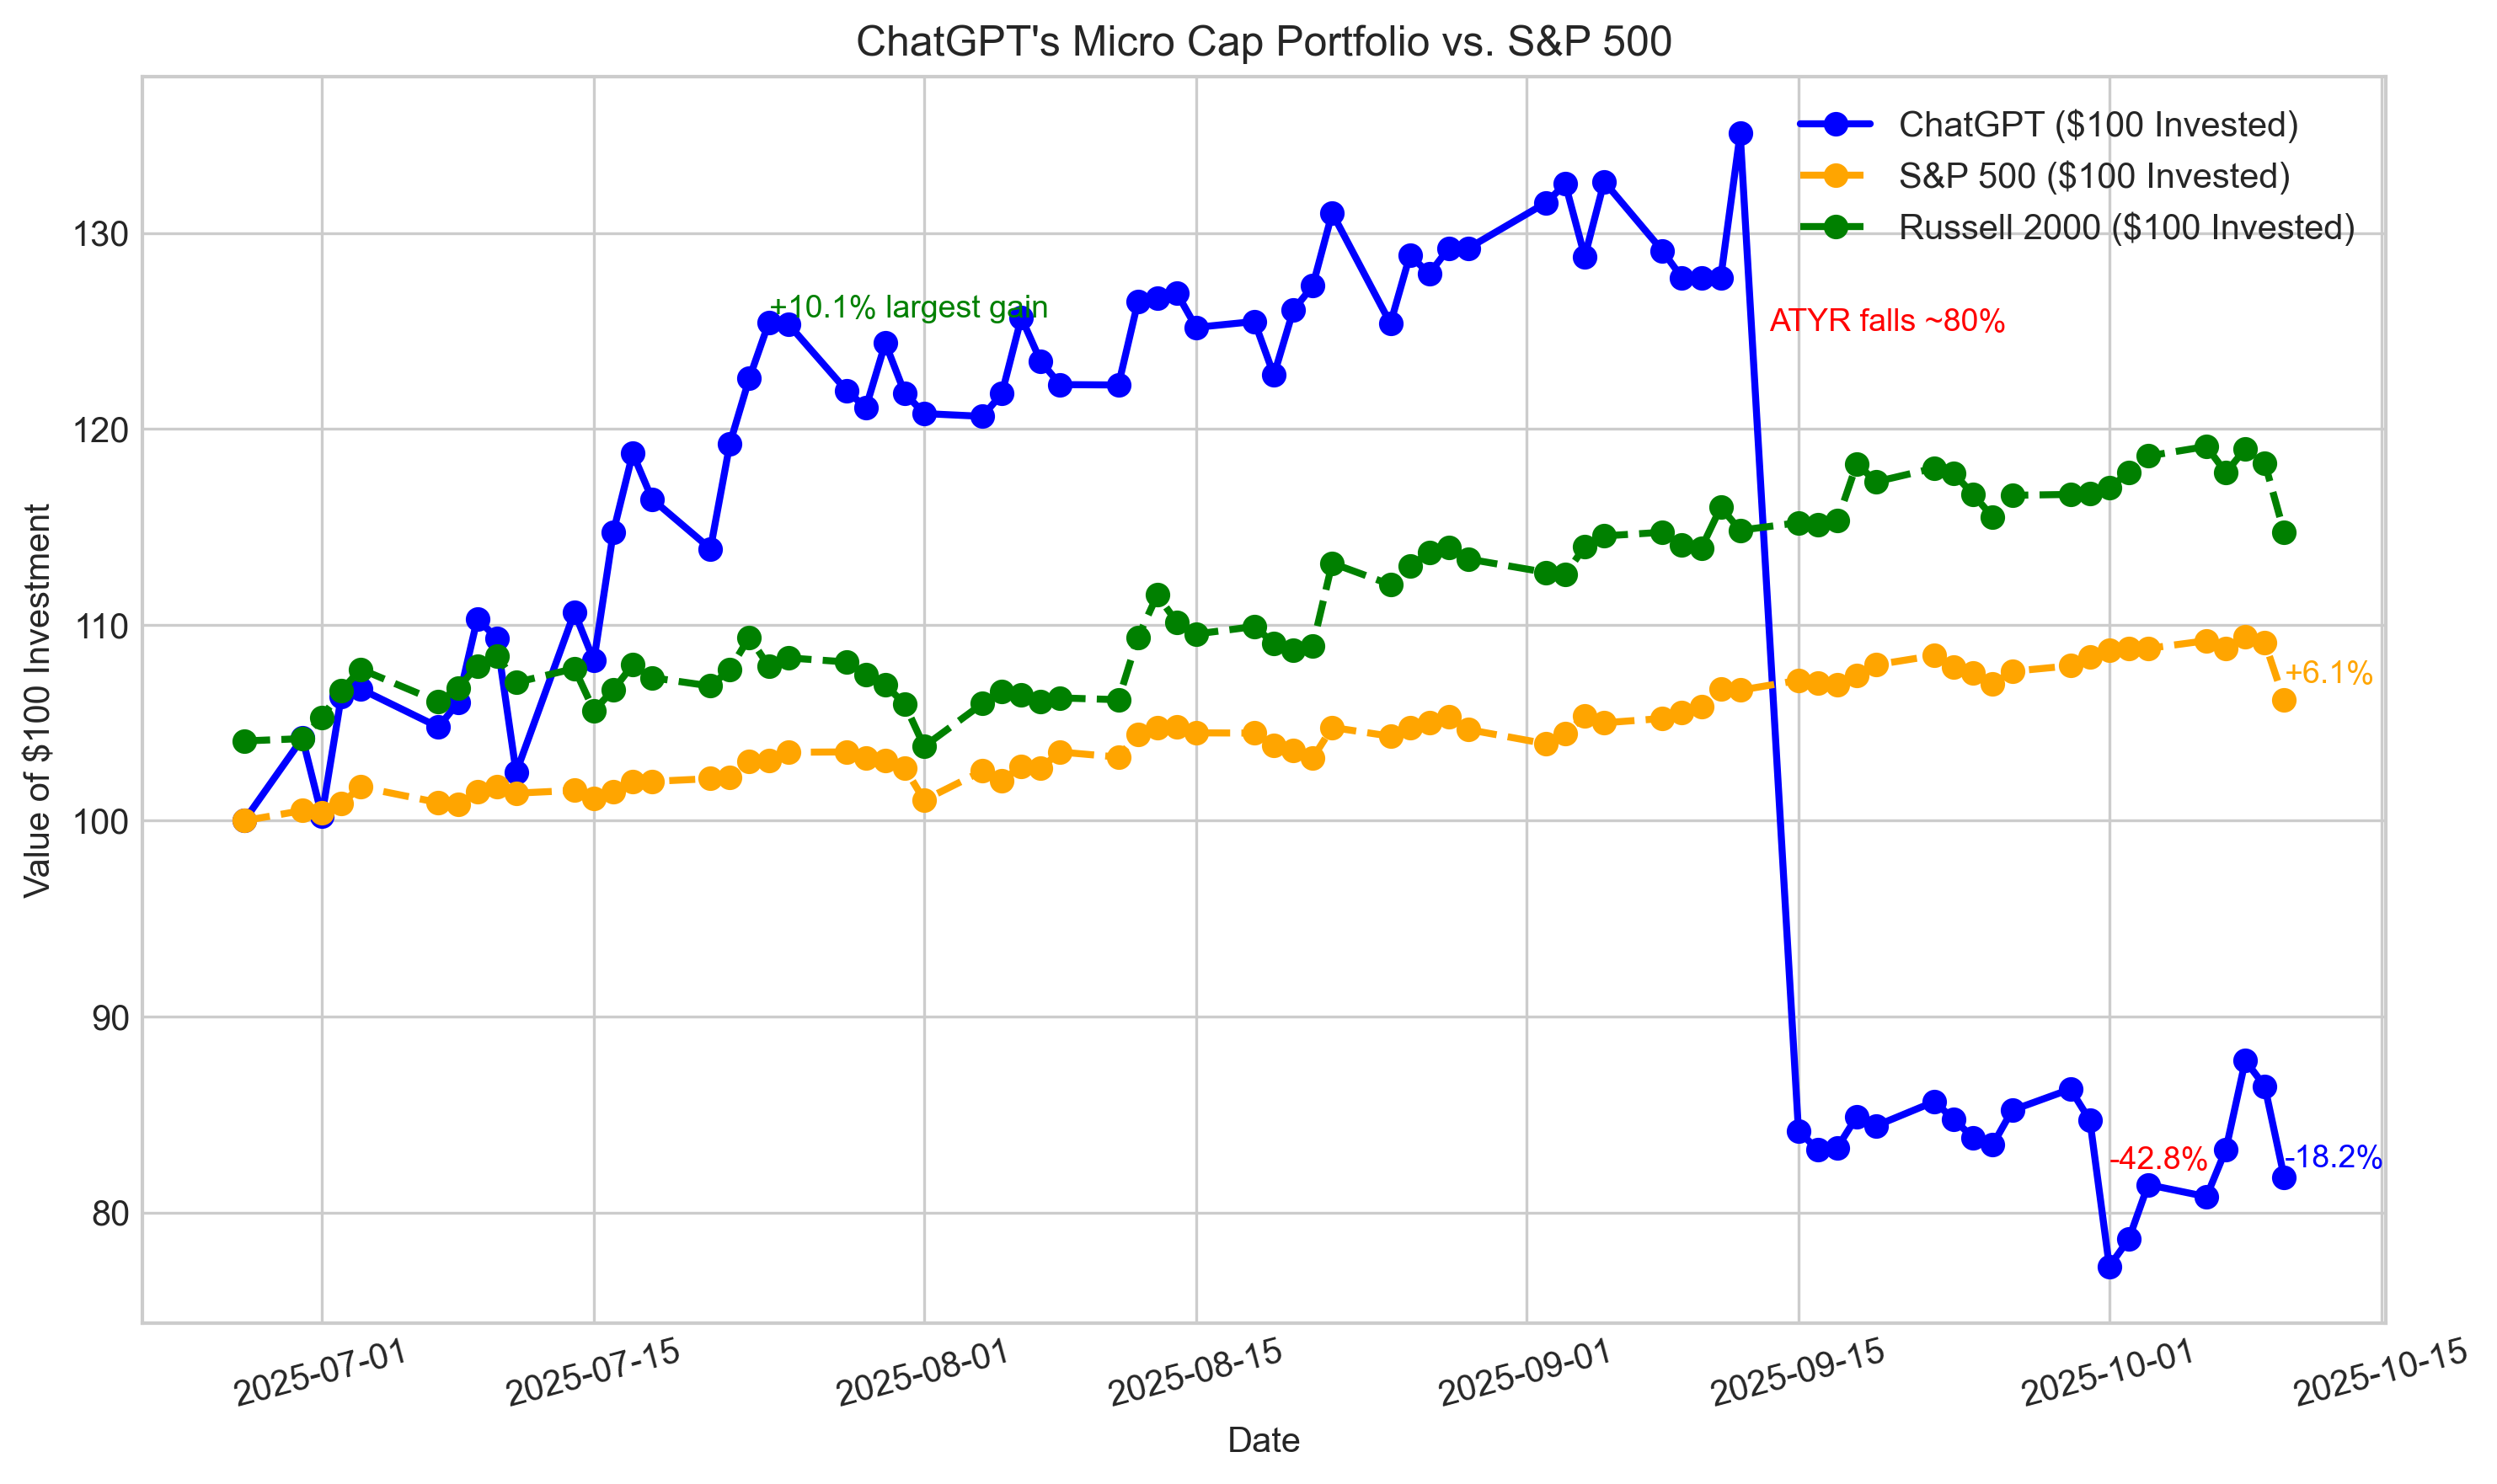 ChatGPT's Micro Cap Portfolio vs. S&P 500
ChatGPT ($100 Invested)
S&P 500 ($100 Invested)
Russell 2000 ($100 Invested)
+10.1% largest gain
ATYR falls ~80%
+6.1%
-42.8%
-18.2%
Value of $100 Investment
130
120
110
100
90
80
2025-07-01
2025-07-15
2025-08-01
2025-08-15
2025-09-01
2025-09-15
2025-10-01
2025-10-15
Date